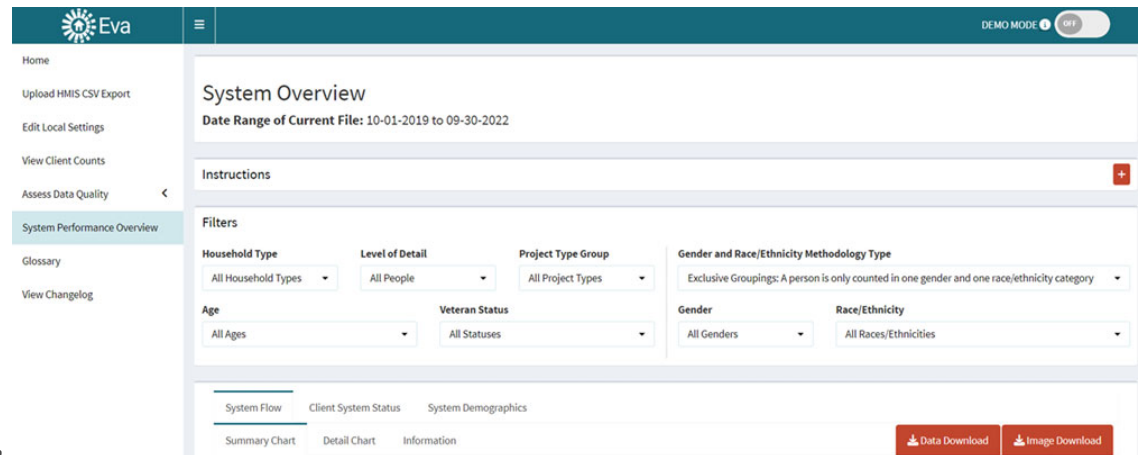 Eva
DEMO MODE i OFF
Home
Upload HMIS CSV Export
Edit Local Settings
View Client Counts
Assess Data Quality
System Performance Overview
Glossary
View Changelog
System Overview
Date Range of Current File: 10-01-2019 to 09-30-2022
Instructions
Filters
Household Type
All Household Types
Level of Detail
All People
Project Type Group
All Project Types
Gender and Race/Ethnicity Methodology Type
Exclusive Groupings: A person is only counted in one gender and one race/ethnicity category
Age
All Ages
Veteran Status
All Statuses
Gender
All Genders
Race/Ethnicity
All Races/Ethnicities
System Flow Client System Status System Demographics
Summary Chart Detail Chart Information
Data Download Image Download